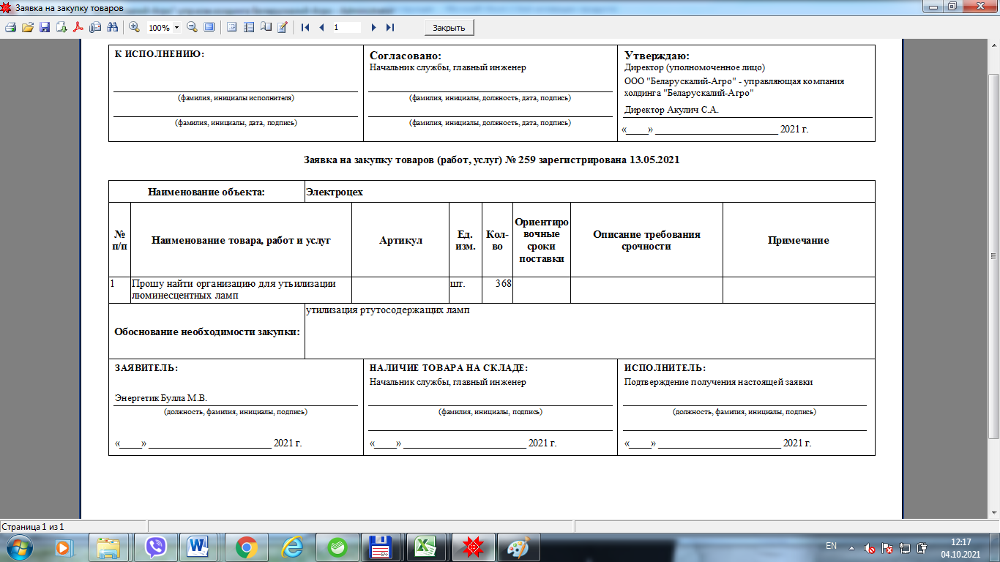 Заявка на закупку товаров
100%
1
Закрыть
К ИСПОЛНЕНИЮ:
(фамилия, инициалы исполнителя)
(фамилия, инициалы, дата, подпись)
Согласовано:
Начальник службы, главный инженер
(фамилия, инициалы, должность, дата, подпись)
(фамилия, инициалы, должность, дата, подпись)
Утверждаю:
Директор (уполномоченное лицо)
ООО "Беларускалий-Агро" - управляющая компания
холдинга "Беларускалий-Агро"
Директор Акулич С.А.
«____» ________________________ 2021 г.
Заявка на закупку товаров (работ, услуг) № 259 зарегистрирована 13.05.2021
Наименование объекта:
Электроцех
№
п/п
Наименование товара, работ и услуг
Артикул
Ед.
изм.
Кол-
во
Ориентиро
вочные
сроки
поставки
Описание требования
срочности
Примечание
1
Прошу найти организацию для утьилизации
люминесцентных ламп
шт.
368
Обоснование необходимости закупки:
утилизация ртутосодержащих ламп
ЗАЯВИТЕЛЬ:
Энергетик Булла М.В.
(должность, фамилия, инициалы, подпись)
«____» ________________________ 2021 г.
НАЛИЧИЕ ТОВАРА НА СКЛАДЕ:
Начальник службы, главный инженер
(фамилия, инициалы, подпись)
«____» ________________________ 2021 г.
ИСПОЛНИТЕЛЬ:
Подтверждение получения настоящей заявки
(должность, фамилия, инициалы, подпись)
«____» ________________________ 2021 г.
Страница 1 из 1
64
EN
12:17
04.10.2021